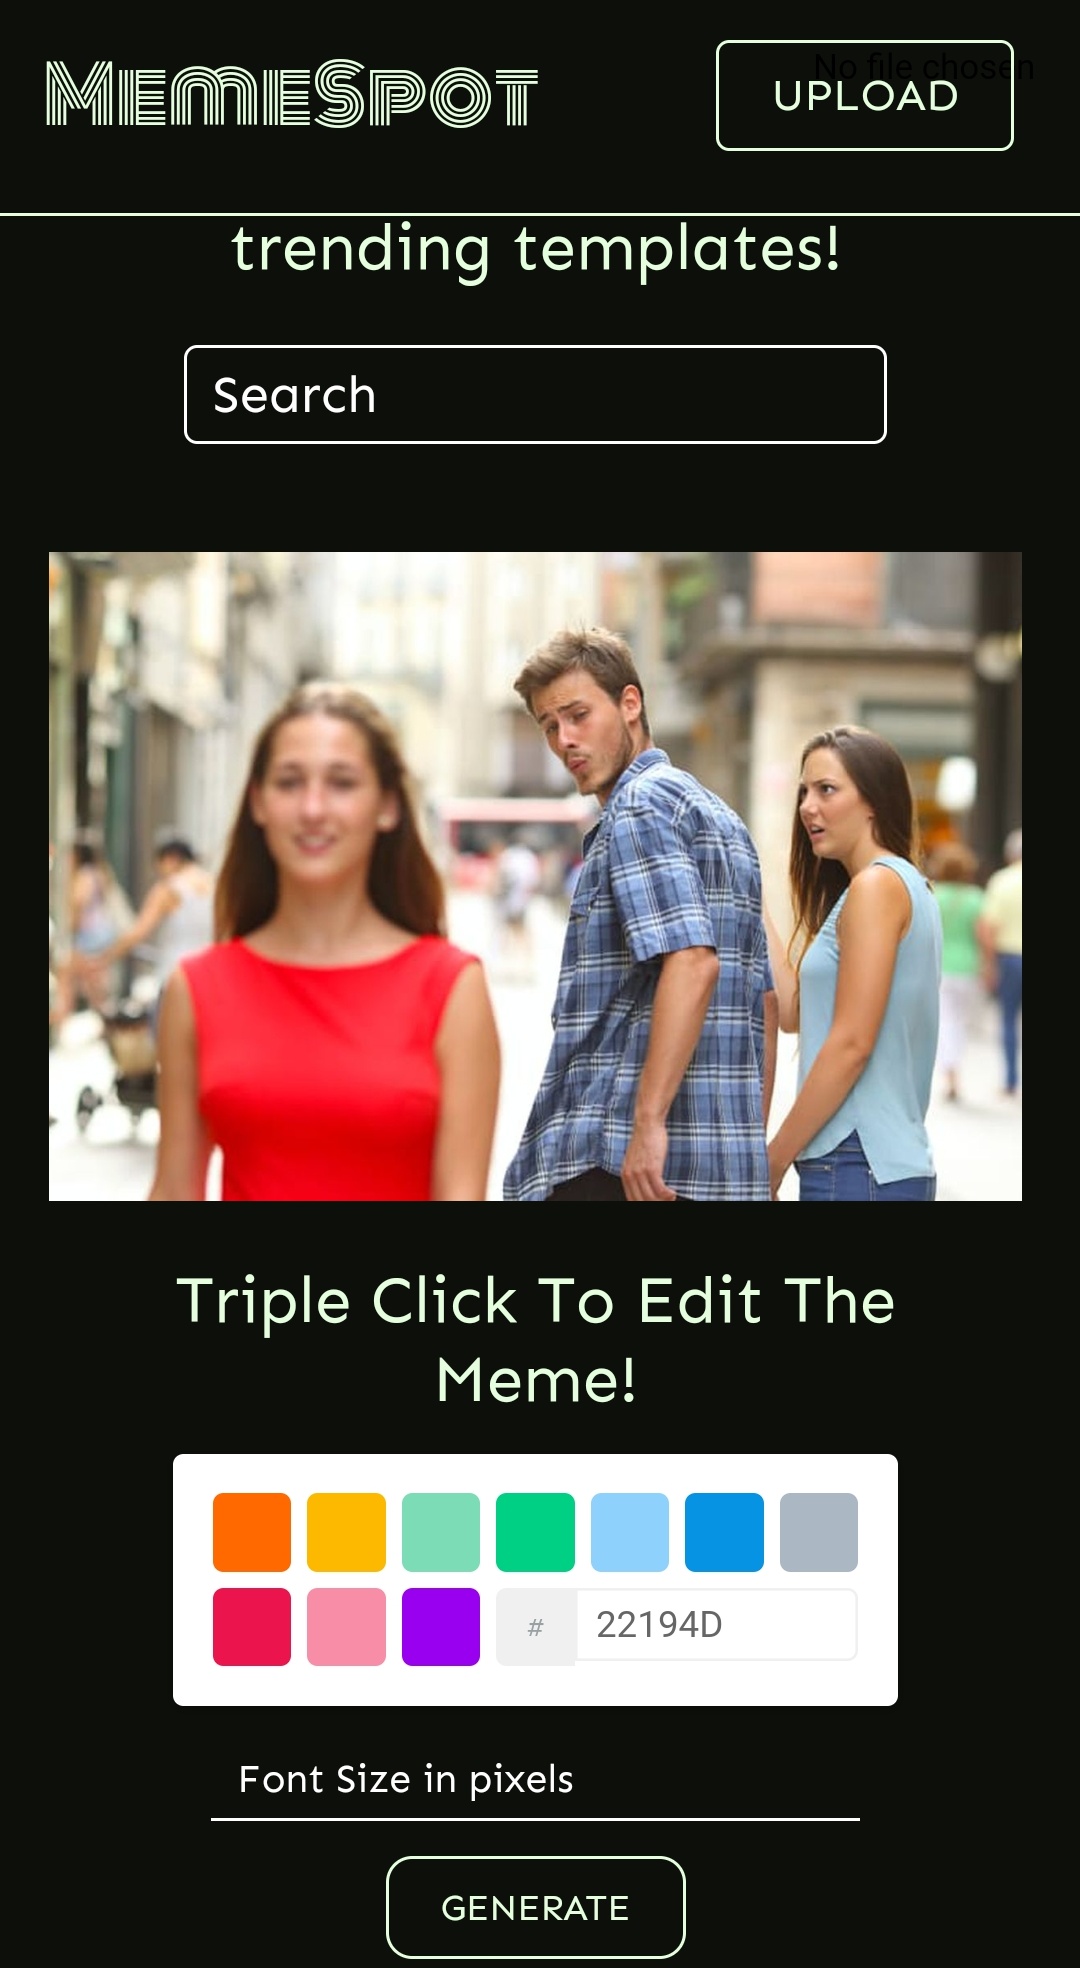 MemeSpot
No file chosen
UPLOAD
trending templates!
Search
Triple Click To Edit The
Meme!
# 22194D
Font Size in pixels
GENERATE